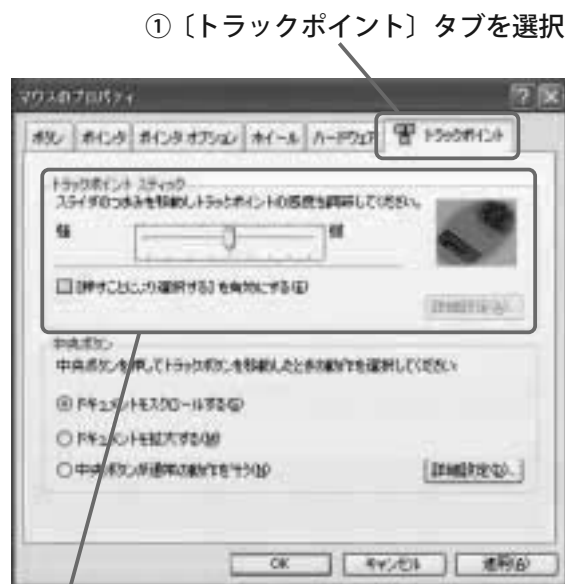 ①〔トラックポイント〕タブを選択
マウスのプロパティ
ボタン ポインタ ポインタ オプション ホイール ハードウェア トラックポイント
トラックポイント スティック
スライダのつまみを移動しトラックポイントの感度を調節してください。
[押すことにより選択する] を有効にする(E)
詳細設定(A)...
中央ボタン
中央ボタンを押してトラックボタンを移動したときの動作を選択してください
ドキュメントをスクロールする(S)
ドキュメントを拡大する(M)
中央ボタンが通常の動作を行う(N) 詳細設定(D)...
OK キャンセル 適用(A)